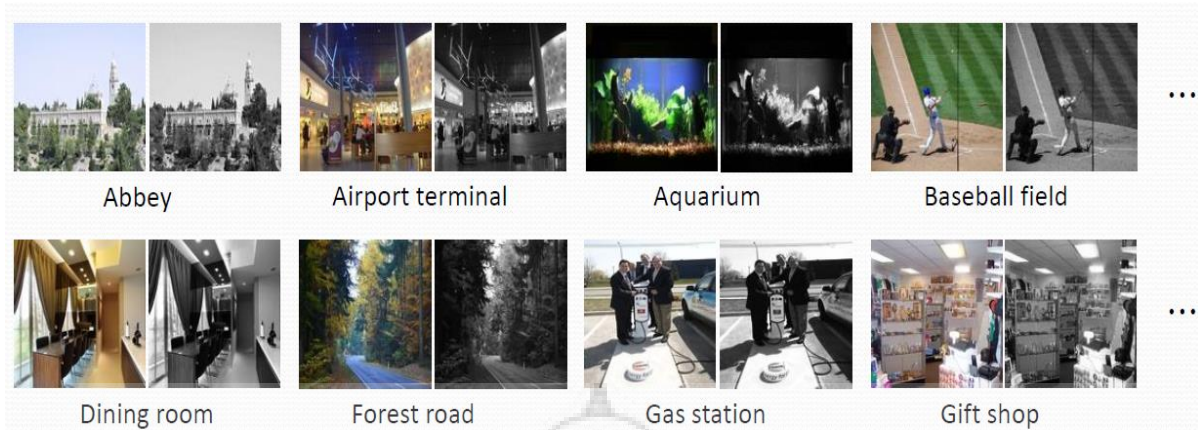 Abbey
Airport terminal
Aquarium
Baseball field
...
Dining room
Forest road
Gas station
Gift shop
...